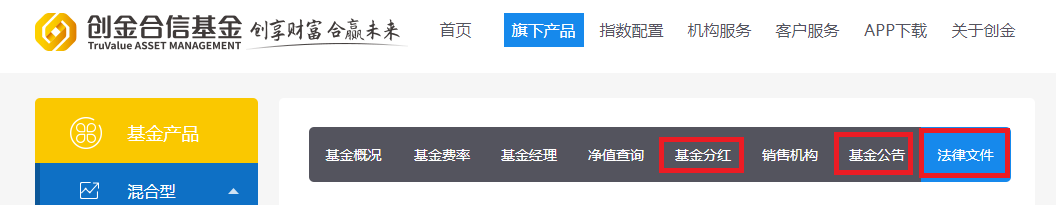 创金合信基金 创享财富 合赢未来
TruValue ASSET MANAGEMENT
首页 旗下产品 指数配置 机构服务 客户服务 APP下载 关于创金
基金产品
基金概况 基金费率 基金经理 净值查询 基金分红 销售机构 基金公告 法律文件
混合型